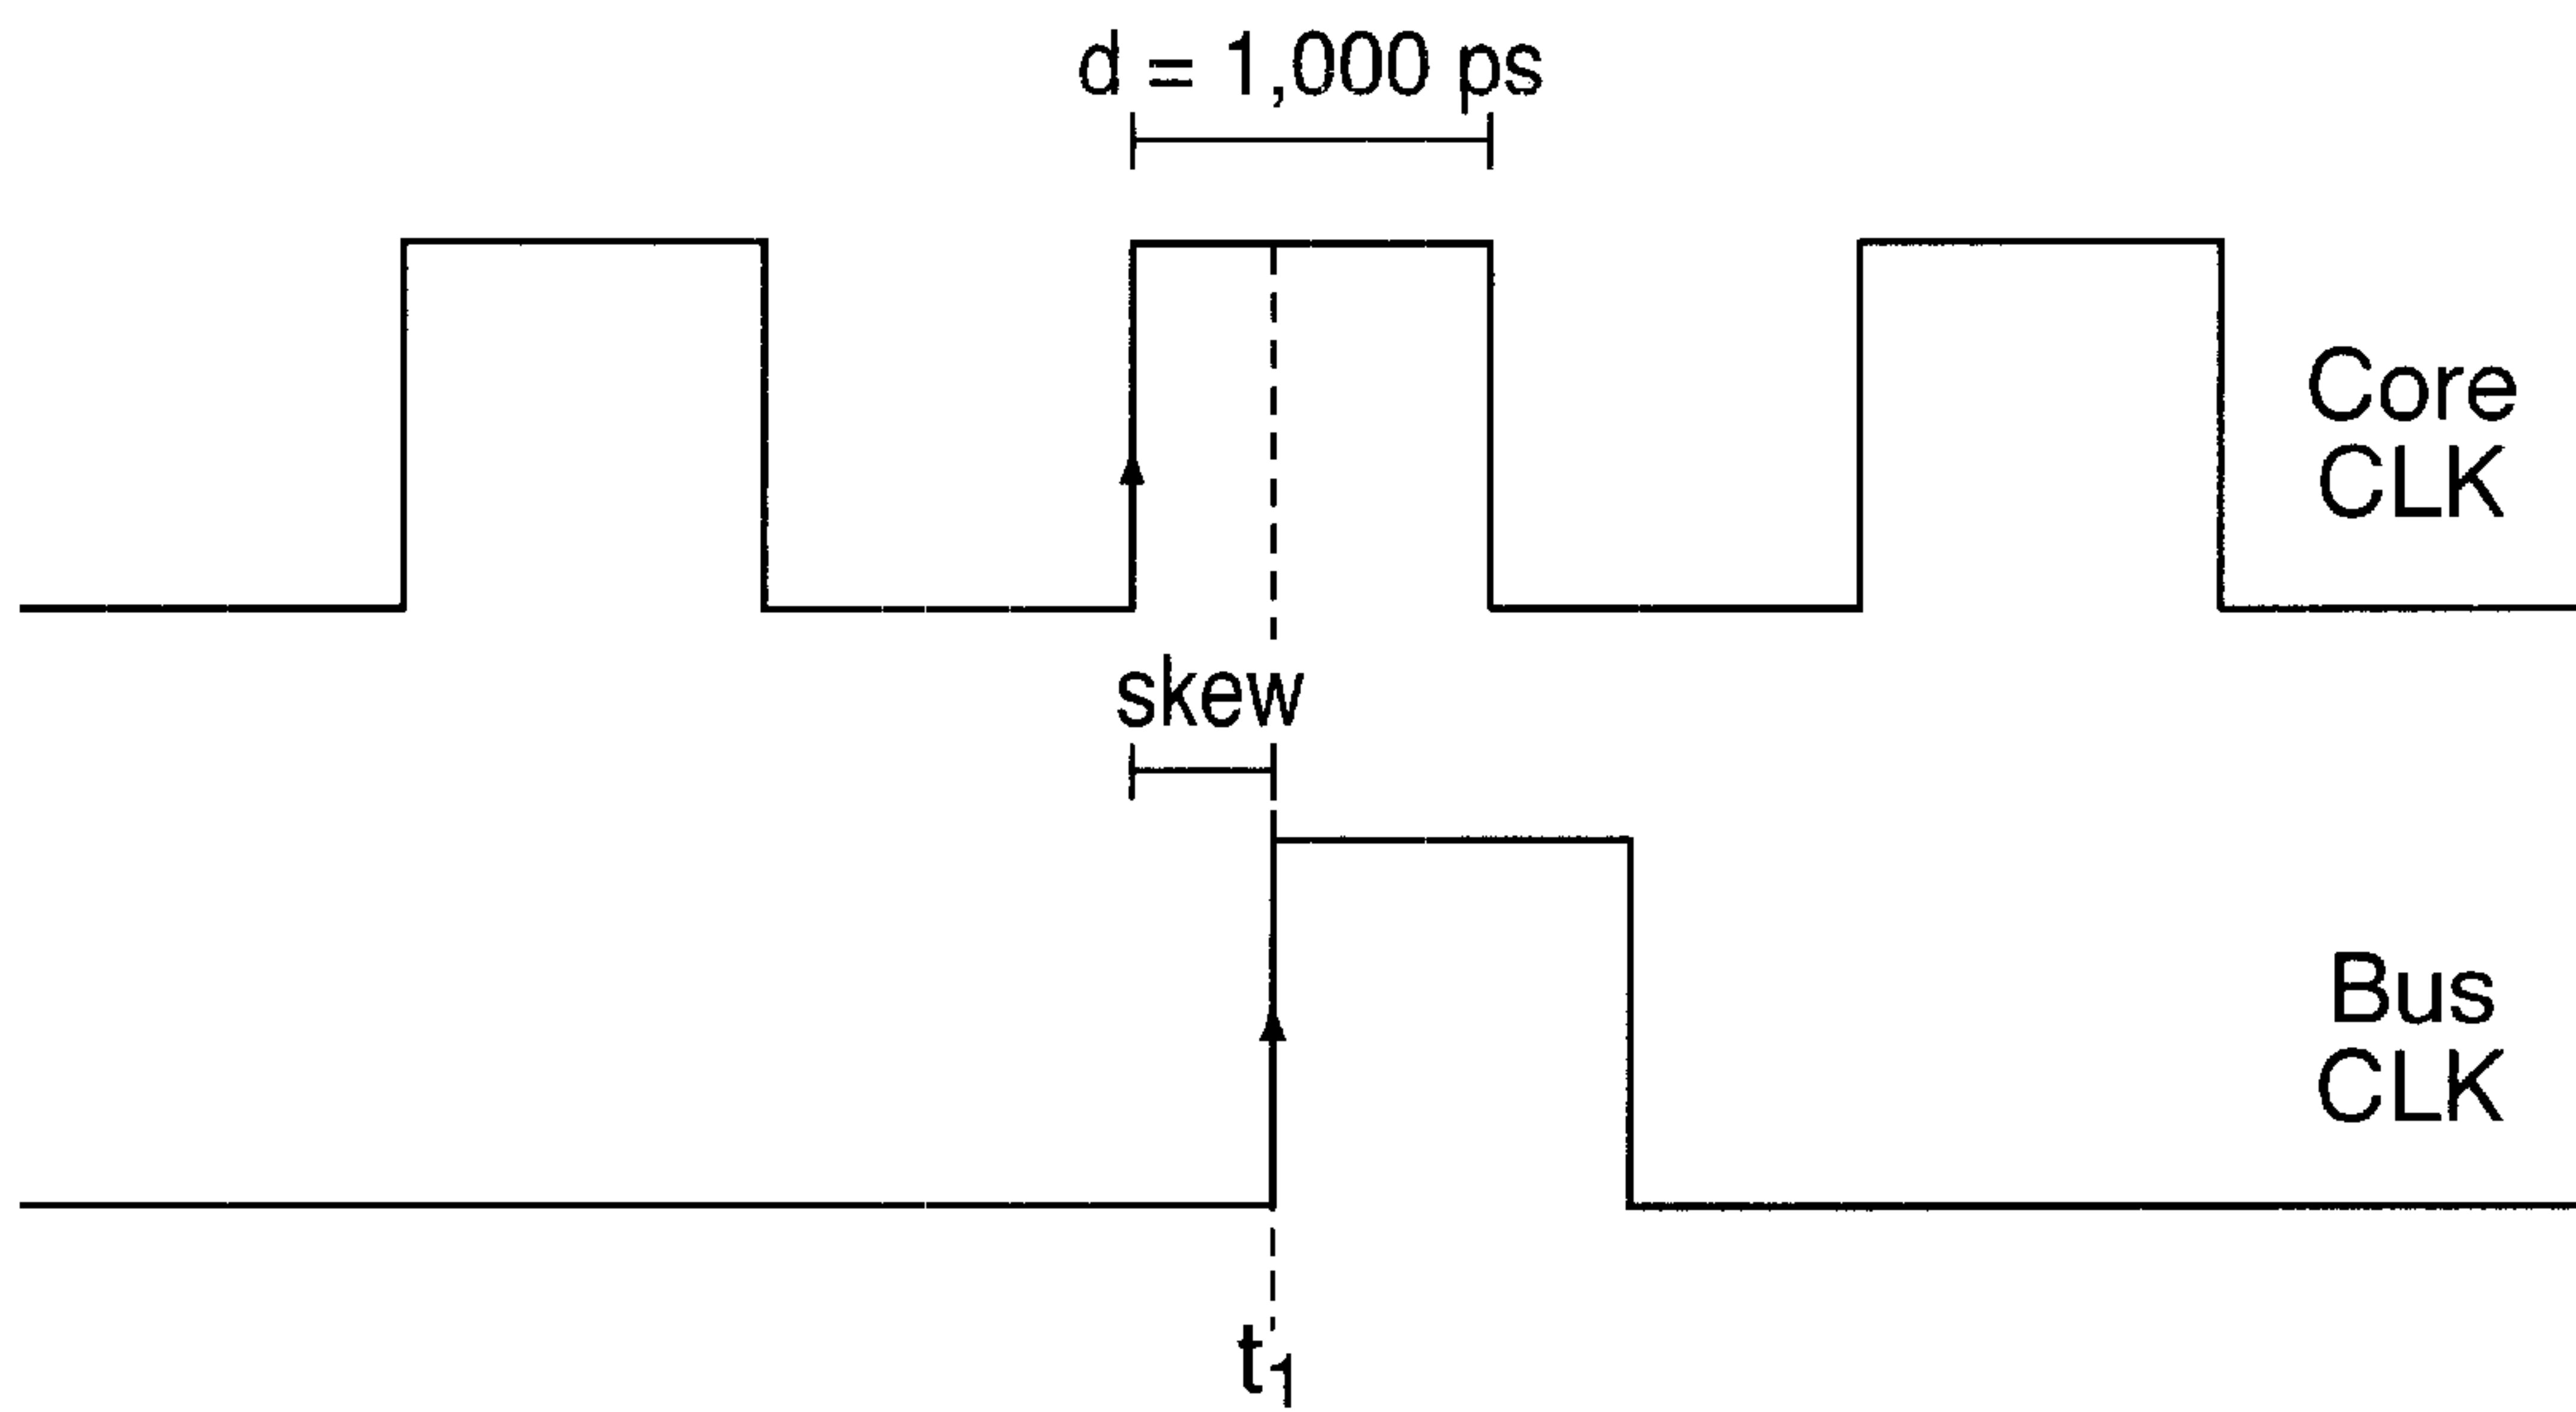 d = 1,000 ps
Core
CLK
skew
Bus
CLK
t1